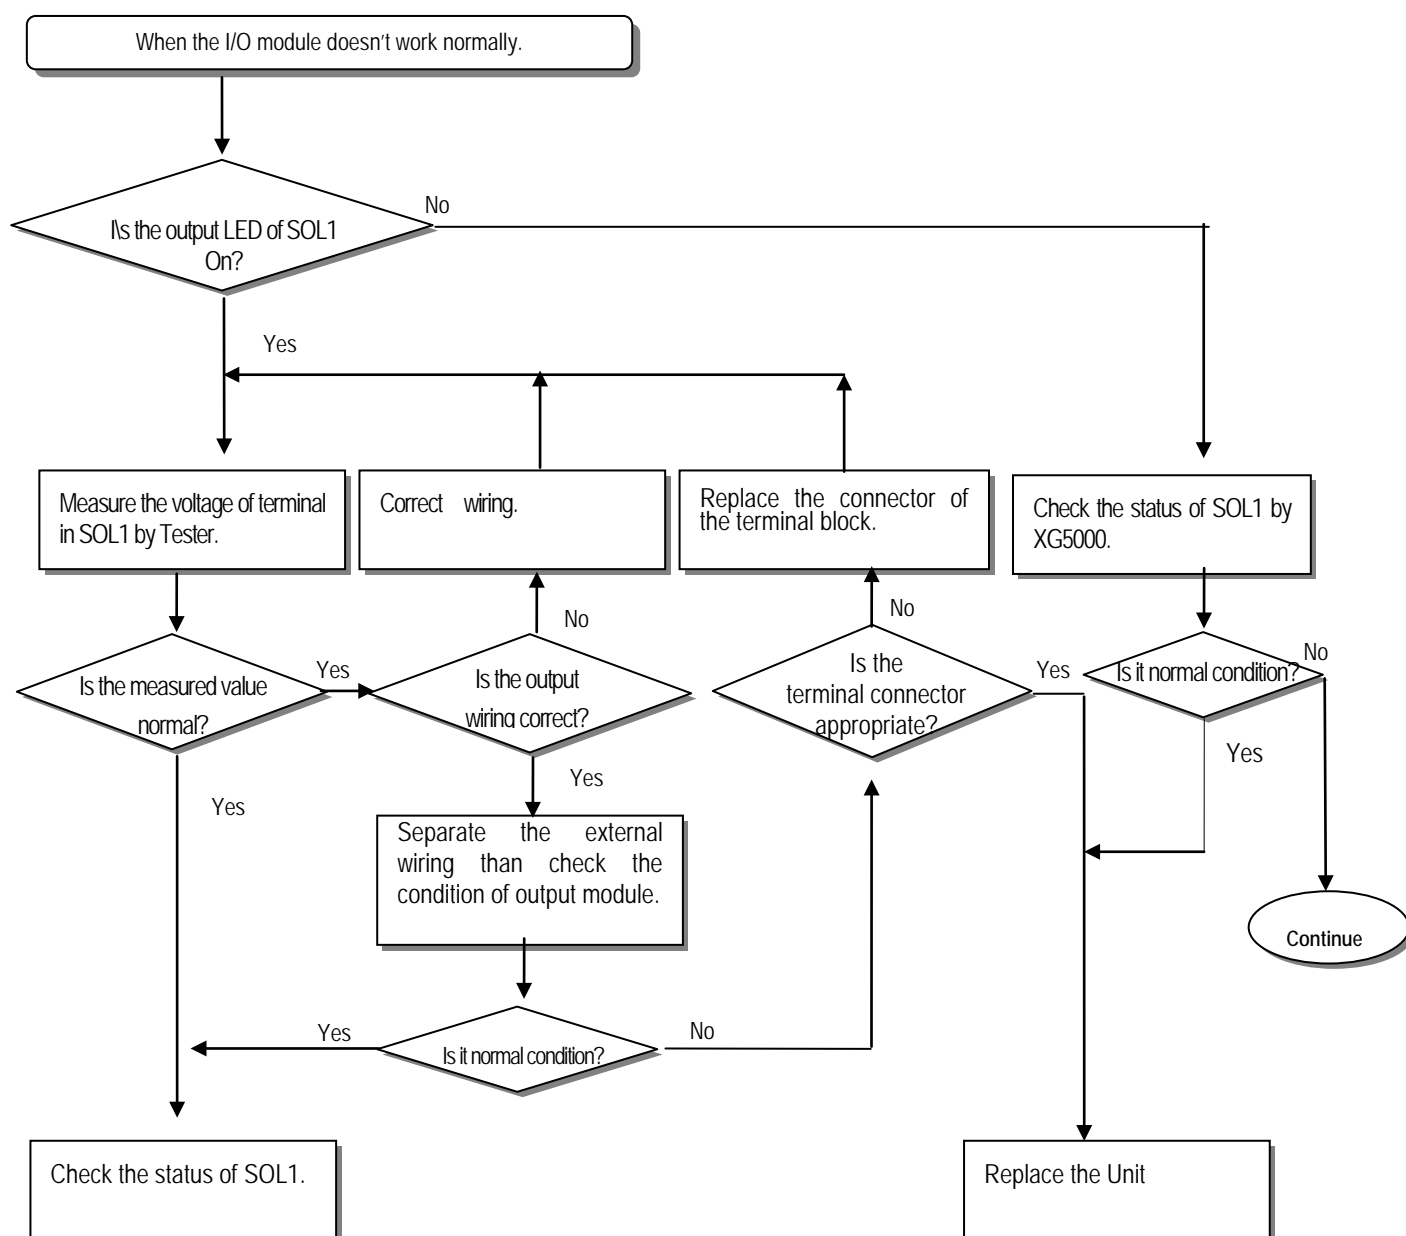 When the I/O module doesn't work normally.
I\s the output LED of SOL1
On?
No
Yes
Measure the voltage of terminal
in SOL1 by Tester.
Correct wiring.
Replace the connector of
the terminal block.
Check the status of SOL1 by
XG5000.
No
No
Is the measured value
normal?
Yes
Is the output
wiring correct?
Is the
terminal connector
appropriate?
Yes
Is it normal condition?
No
Yes
Yes
Yes
Separate the external
wiring than check the
condition of output module.
Continue
Yes
Is it normal condition?
No
Check the status of SOL1.
Replace the Unit